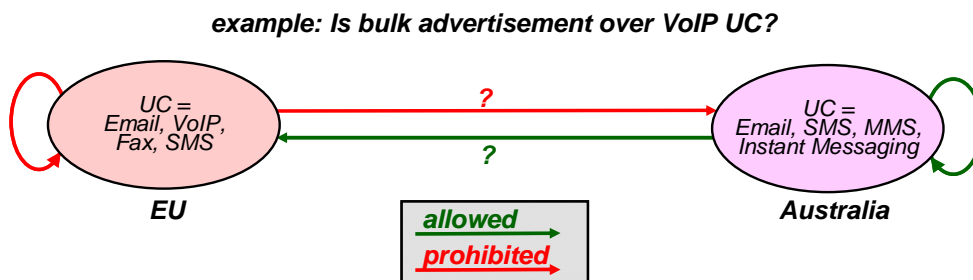 example: Is bulk advertisement over VoIP UC?
UC =
Email, VoIP,
Fax, SMS
?
?
UC =
Email, SMS, MMS,
Instant Messaging
EU
Australia
allowed
prohibited